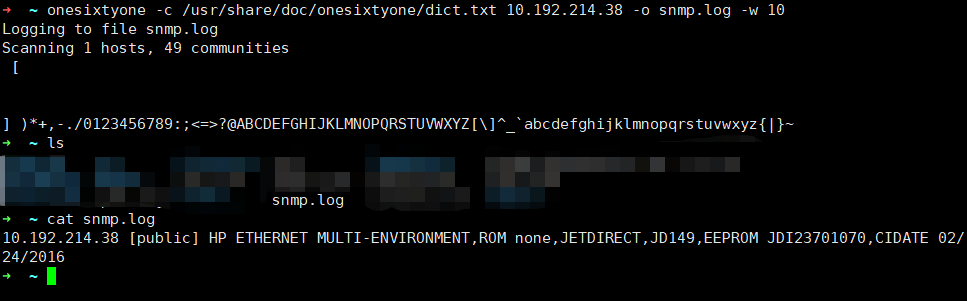 ➜ ~ onesixtyone -c /usr/share/doc/onesixtyone/dict.txt 10.192.214.38 -o snmp.log -w 10
Logging to file snmp.log
Scanning 1 hosts, 49 communities
[
] )*+,-./0123456789:;<=>?@ABCDEFGHIJKLMNOPQRSTUVWXYZ[\]^_`abcdefghijklmnopqrstuvwxyz{|}~
➜ ~ ls
snmp.log
➜ ~ cat snmp.log
10.192.214.38 [public] HP ETHERNET MULTI-ENVIRONMENT,ROM none,JETDIRECT,JD149,EEPROM JDI23701070,CIDATE 02/
24/2016
➜ ~